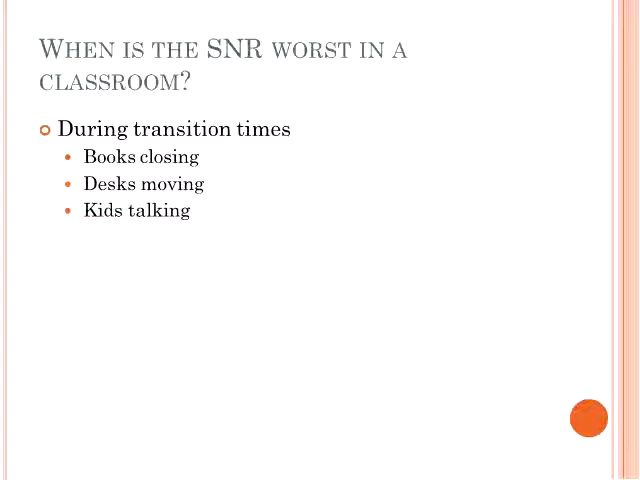 When is the SNR worst in a
classroom?
During transition times
Books closing
Desks moving
Kids talking